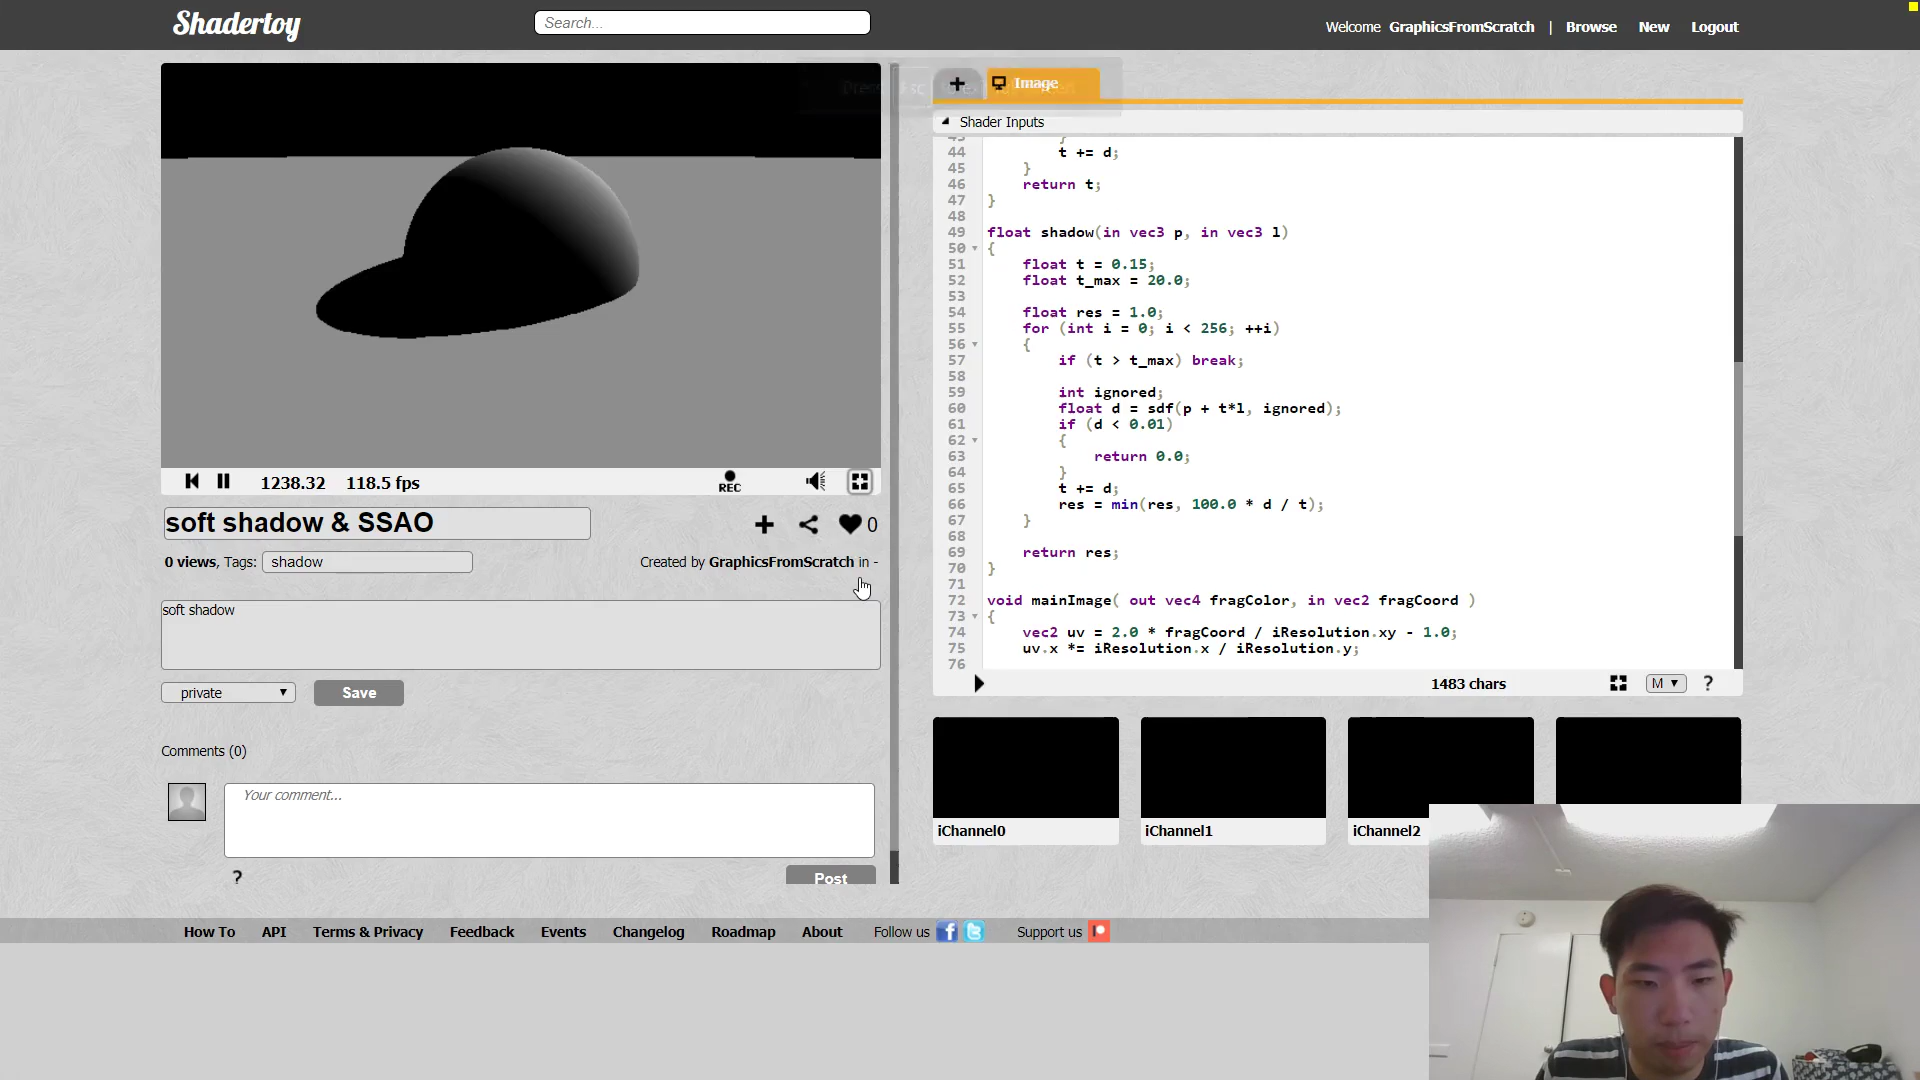 Shadertoy
Search...
Welcome GraphicsFromScratch | Browse New Logout
+ Image
Shader Inputs
44 t += d;
45 }
46 return t;
47 }
48
49 float shadow(in vec3 p, in vec3 l)
50 {
51 float t = 0.15;
52 float t_max = 20.0;
53
54 float res = 1.0;
55 for (int i = 0; i < 256; ++i)
56 {
57 if (t > t_max) break;
58
59 int ignored;
60 float d = sdf(p + t*l, ignored);
61 if (d < 0.01)
62 {
63 return 0.0;
64 }
65 t += d;
66 res = min(res, 100.0 * d / t);
67 }
68
69 return res;
70 }
71
72 void mainImage( out vec4 fragColor, in vec2 fragCoord )
73 {
74 vec2 uv = 2.0 * fragCoord / iResolution.xy - 1.0;
75 uv.x *= iResolution.x / iResolution.y;
76
1483 chars
M ?
1238.32 118.5 fps
REC
soft shadow & SSAO
0
0 views, Tags: shadow
Created by GraphicsFromScratch in -
soft shadow
private
Save
Comments (0)
Your comment...
?
Post
iChannel0
iChannel1
iChannel2
How To API Terms & Privacy Feedback Events Changelog Roadmap About Follow us Support us